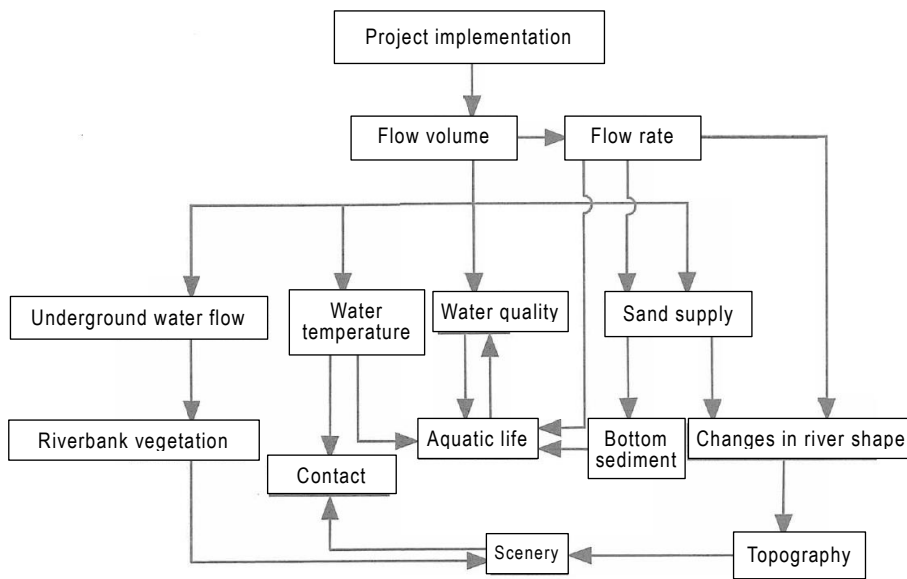 Project implementation
Flow volume
Flow rate
Underground water flow
Water
temperature
Water quality
Sand supply
Riverbank vegetation
Contact
Aquatic life
Bottom
sediment
Changes in river shape
Scenery
Topography